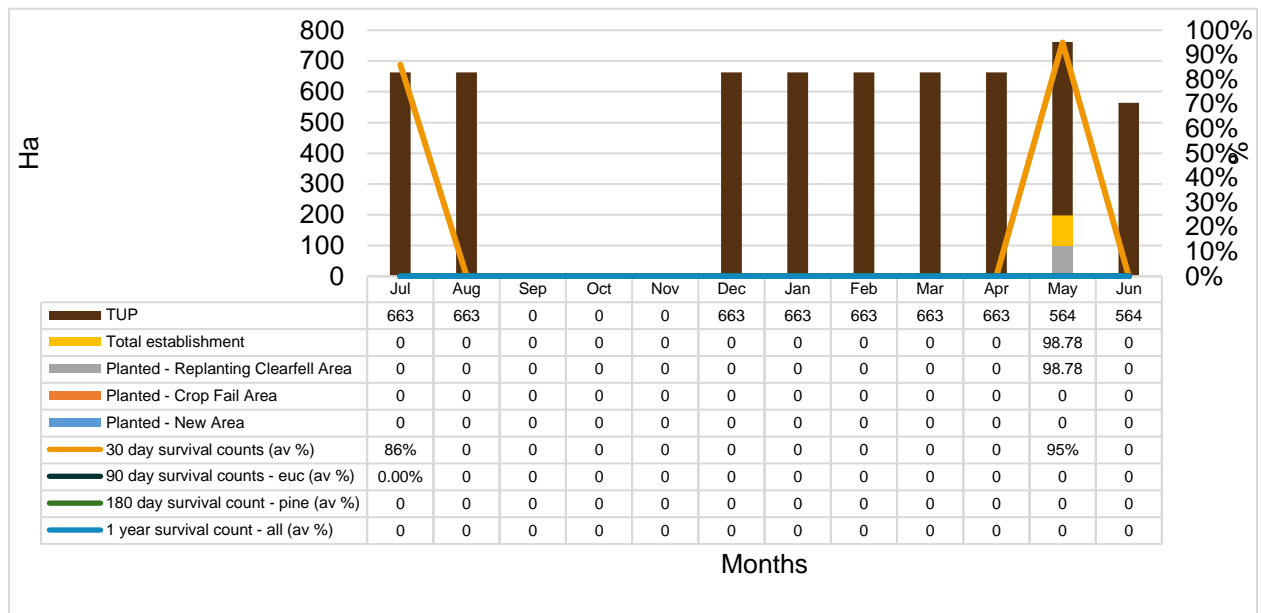 800 100%
90%
700
80%
600 70%
500 60%
Ha 400 50% %
40%
300
30%
200 20%
100 10%
0 0%
Jul Aug Sep Oct Nov Dec Jan Feb Mar Apr May Jun
TUP 663 663 0 0 0 663 663 663 663 663 564 564
Total establishment 0 0 0 0 0 0 0 0 0 0 98.78 0
Planted - Replanting Clearfell Area 0 0 0 0 0 0 0 0 0 0 98.78 0
Planted - Crop Fail Area 0 0 0 0 0 0 0 0 0 0 0 0
Planted - New Area 0 0 0 0 0 0 0 0 0 0 0 0
30 day survival counts (av %) 86% 0 0 0 0 0 0 0 0 0 95% 0
90 day survival counts - euc (av %) 0.00% 0 0 0 0 0 0 0 0 0 0 0
180 day survival count - pine (av %) 0 0 0 0 0 0 0 0 0 0 0 0
1 year survival count - all (av %) 0 0 0 0 0 0 0 0 0 0 0 0
Months